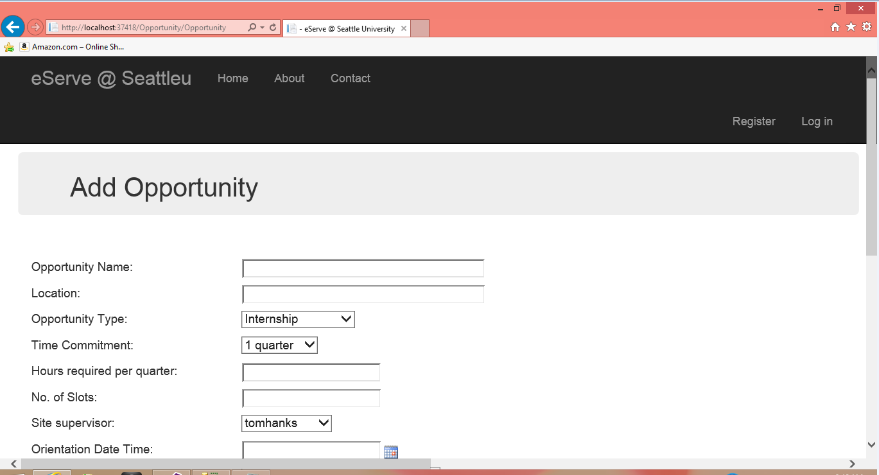 http://localhost:37418/Opportunity/Opportunity
- eServe @ Seattle University
Amazon.com – Online Sh...
eServe @ Seattleu Home About Contact
Register Log in
Add Opportunity
Opportunity Name:
Location:
Opportunity Type: Internship
Time Commitment: 1 quarter
Hours required per quarter:
No. of Slots:
Site supervisor: tomhanks
Orientation Date Time: